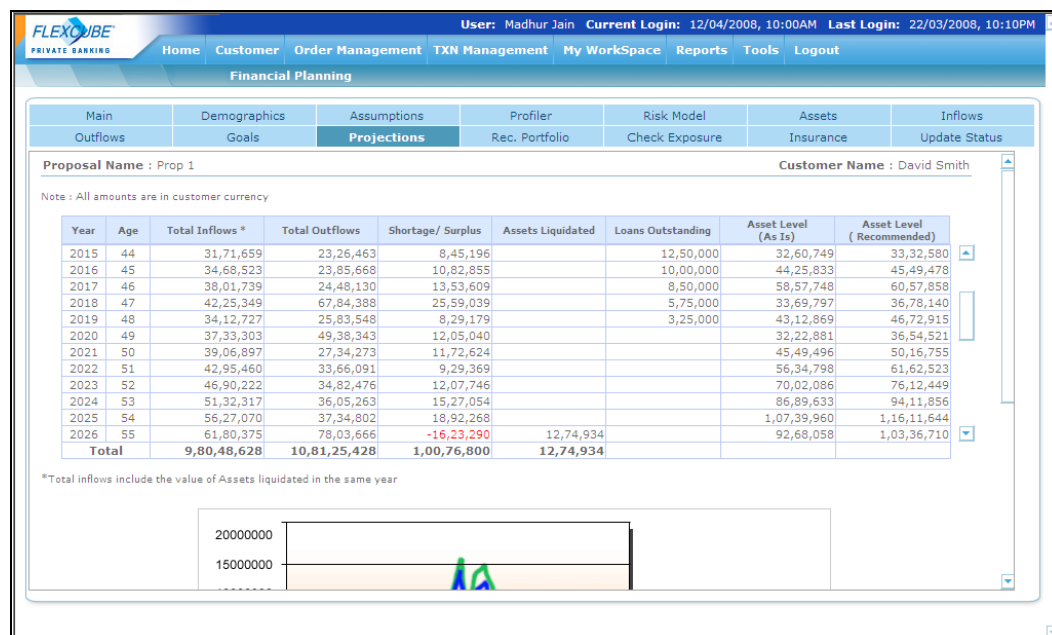 FLEXCUBE
PRIVATE BANKING
User: Madhur Jain Current Login: 12/04/2008, 10:00AM Last Login: 22/03/2008, 10:10PM
Home Customer Order Management TXN Management My WorkSpace Reports Tools Logout
Financial Planning
Main Demographics Assumptions Profiler Risk Model Assets Inflows
Outflows Goals Projections Rec. Portfolio Check Exposure Insurance Update Status
Proposal Name : Prop 1 Customer Name : David Smith
Note : All amounts are in customer currency
Year Age Total Inflows * Total Outflows Shortage/ Surplus Assets Liquidated Loans Outstanding Asset Level (As Is) Asset Level ( Recommended)
2015 44 31,71,659 23,26,463 8,45,196 12,50,000 32,60,749 33,32,580
2016 45 34,68,523 23,85,668 10,82,855 10,00,000 44,25,833 45,49,478
2017 46 38,01,739 24,48,130 13,53,609 8,50,000 58,57,748 60,57,858
2018 47 42,25,349 67,84,388 25,59,039 5,75,000 33,69,797 36,78,140
2019 48 34,12,727 25,83,548 8,29,179 3,25,000 43,12,869 46,72,915
2020 49 37,33,303 49,38,343 12,05,040 32,22,881 36,54,521
2021 50 39,06,897 27,34,273 11,72,624 45,49,496 50,16,755
2022 51 42,95,460 33,66,091 9,29,369 56,34,798 61,62,523
2023 52 46,90,222 34,82,476 12,07,746 70,02,086 76,12,449
2024 53 51,32,317 36,05,263 15,27,054 86,89,633 94,11,856
2025 54 56,27,070 37,34,802 18,92,268 1,07,39,960 1,16,11,644
2026 55 61,80,375 78,03,666 -16,23,290 12,74,934 92,68,058 1,03,36,710
Total 9,80,48,628 10,81,25,428 1,00,76,800 12,74,934
*Total inflows include the value of Assets liquidated in the same year
20000000
15000000